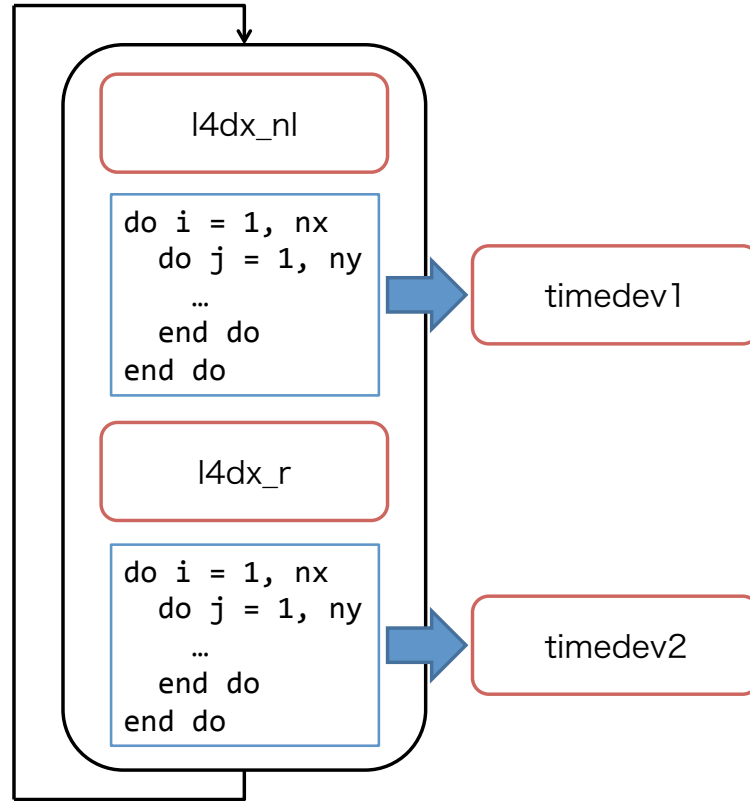 l4dx_nl
do i = 1, nx
  do j = 1, ny
    …
  end do
end do
timedev1
l4dx_r
do i = 1, nx
  do j = 1, ny
    …
  end do
end do
timedev2